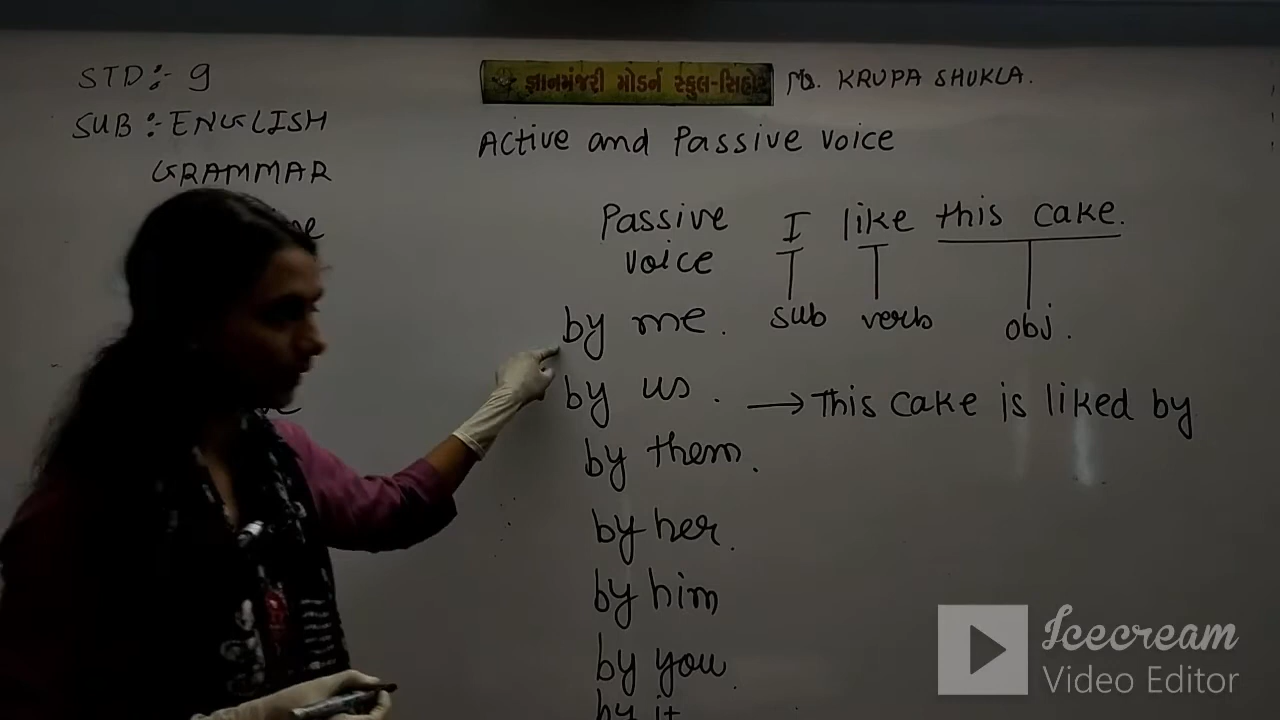 STD:- 9
SUB:- ENGLISH
GRAMMAR
જ્ઞાનમંજરી મોડર્ન સ્કુલ-સિહોર
KRUPA SHUKLA.
Active and Passive voice
Passive voice
I like this cake.
sub verb obj.
by me.
by us.
→ This cake is liked by
by them.
by her.
by him
by you.
by it
Icecream
Video Editor